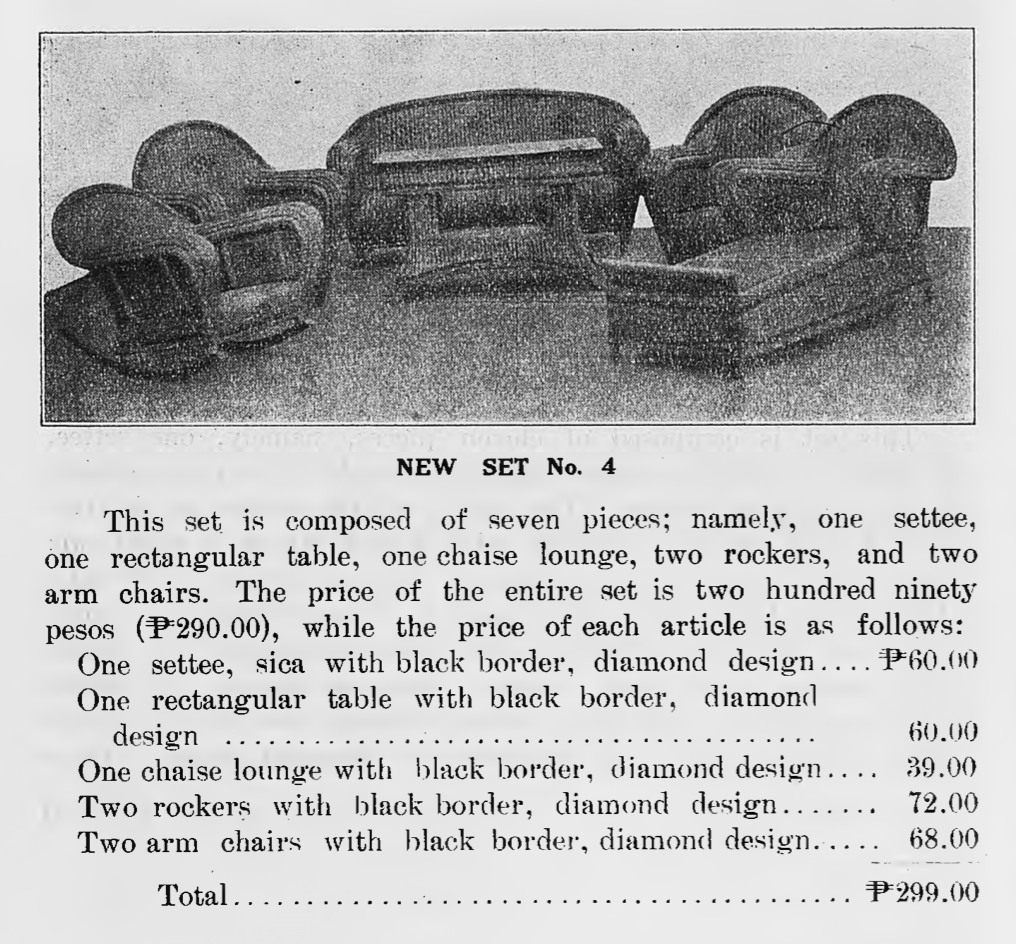 NEW SET No. 4
This set is composed of seven pieces; namely, one settee,
one rectangular table, one chaise lounge, two rockers, and two
arm chairs. The price of the entire set is two hundred ninety
pesos (₱290.00), while the price of each article is as follows:
One settee, sica with black border, diamond design.... ₱60.00
One rectangular table with black border, diamond
design ........................................ 60.00
One chaise lounge with black border, diamond design.... 39.00
Two rockers with black border, diamond design....... 72.00
Two arm chairs with black border, diamond design..... 68.00
Total.......................................... ₱299.00